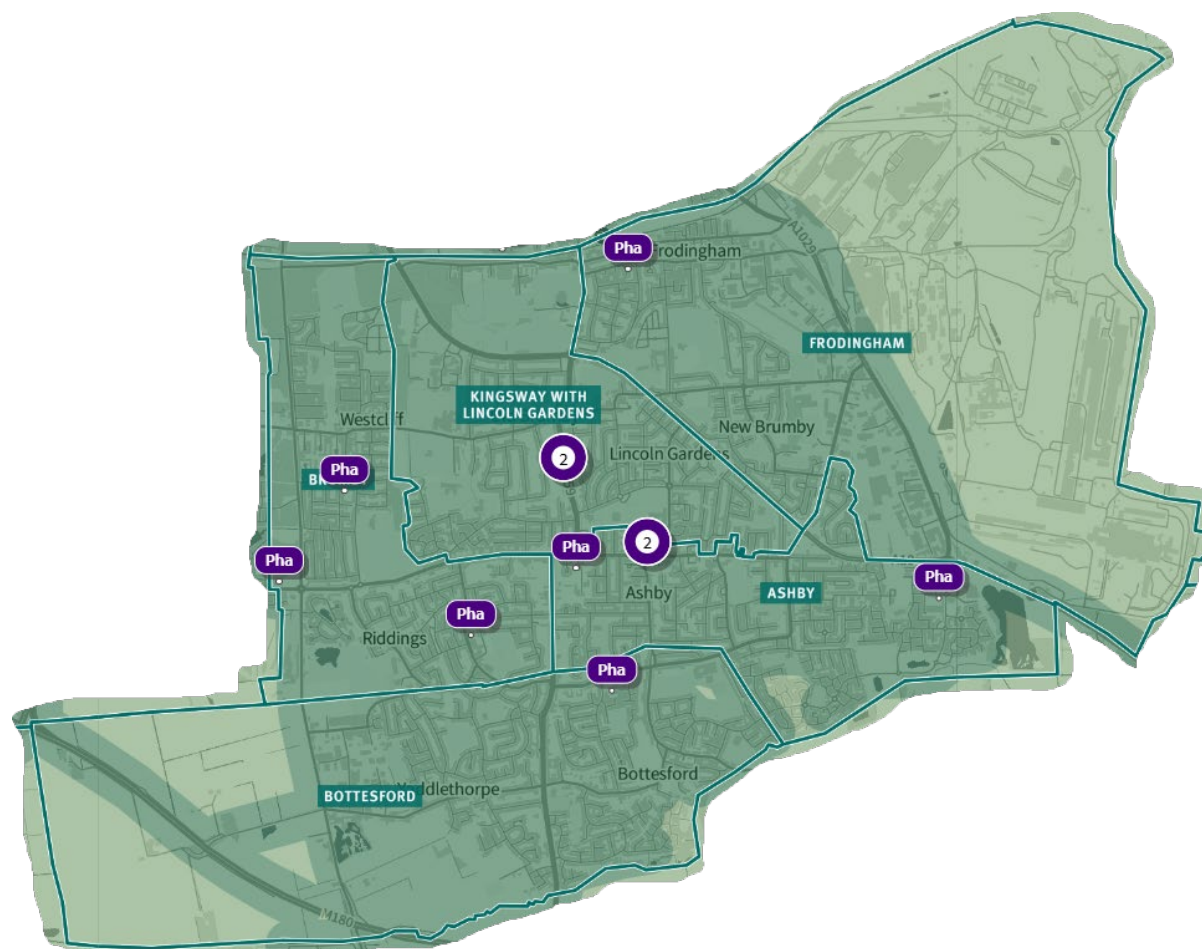 Pha
Frodingham
A1029
FRODINGHAM
KINGSWAY WITH
LINCOLN GARDENS
Westcliff
New Brumby
Lincoln Gardens
2
Pha
2
Pha
Pha
Pha
Ashby
ASHBY
Pha
Riddings
Pha
Bottesford
BOTTESFORD
M180